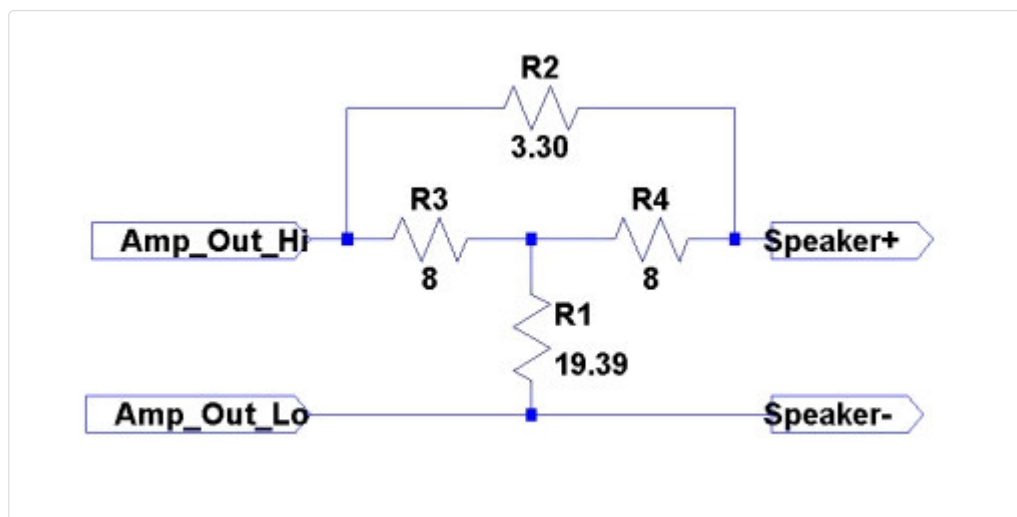 R2
3.30
R3
R4
Amp_Out_Hi
Speaker+
8
8
R1
19.39
Amp_Out_Lo
Speaker-